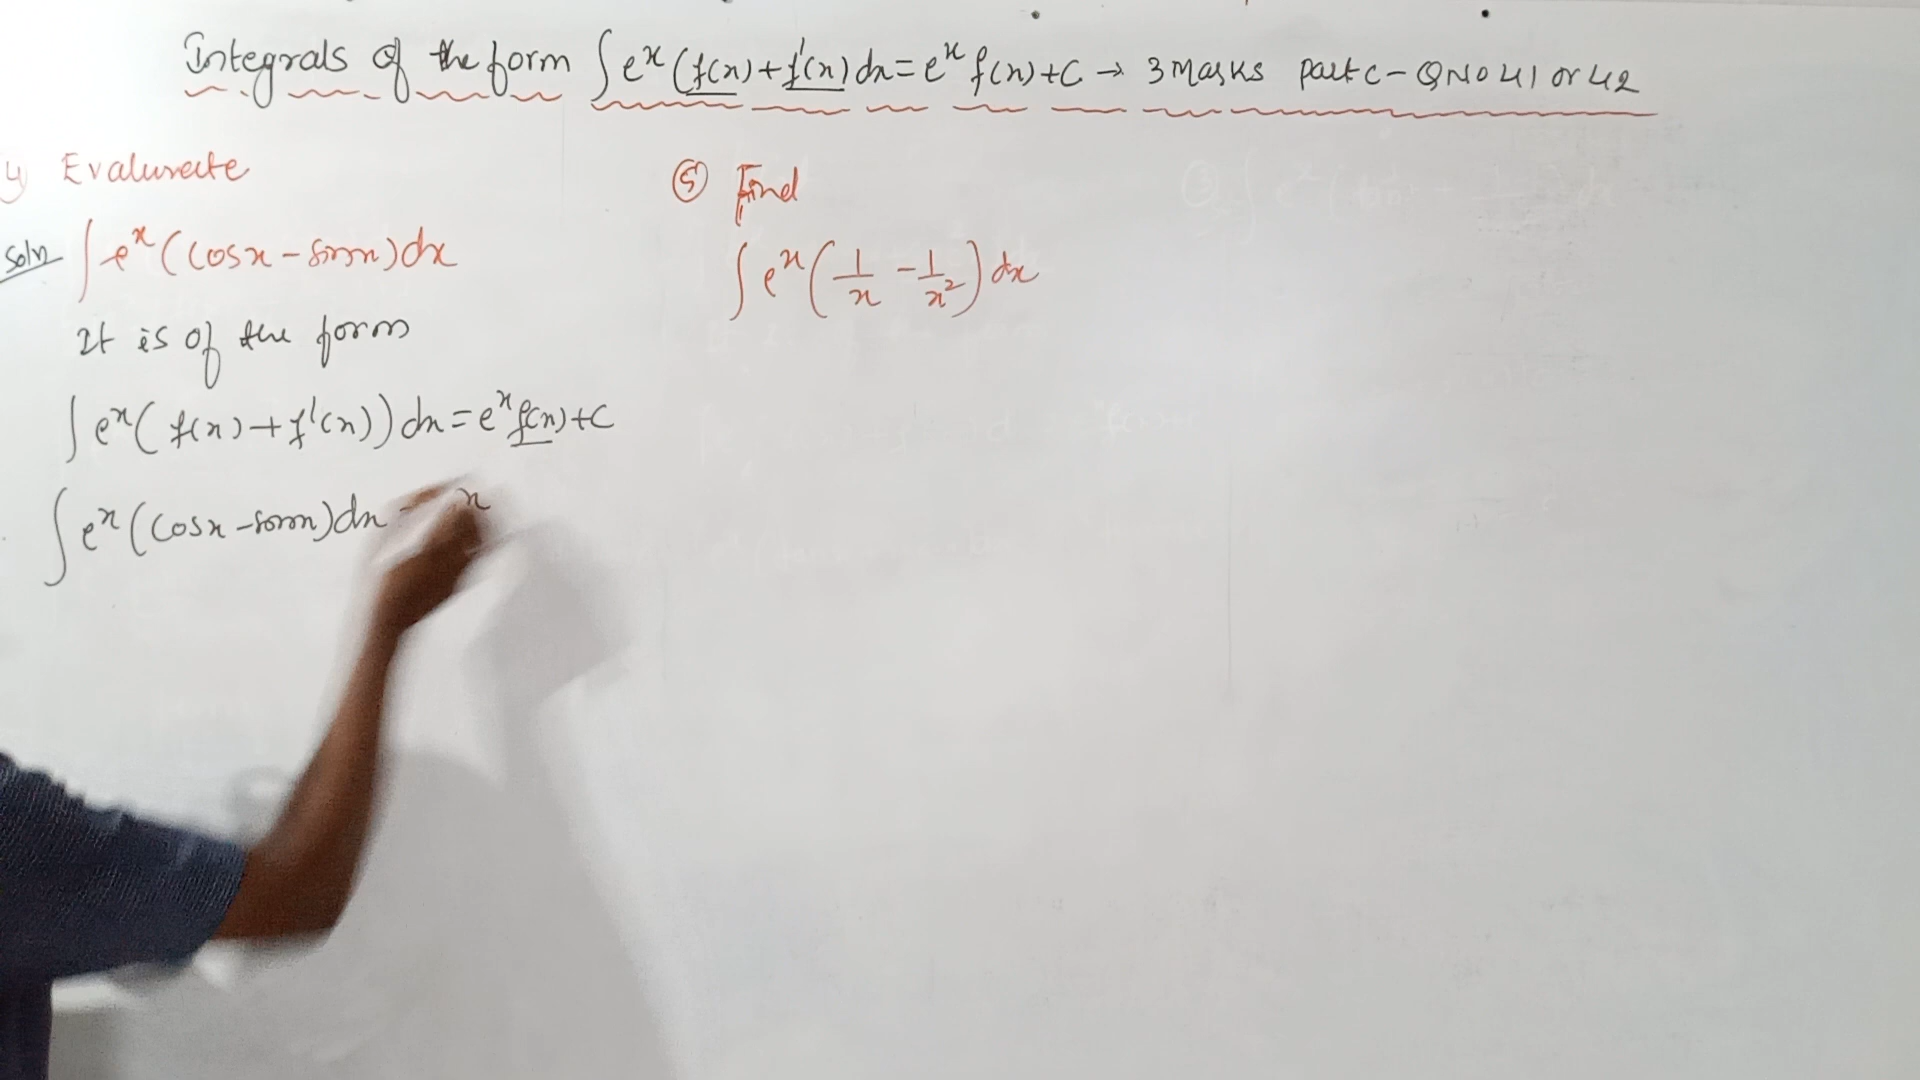 Integrals of the form ∫eˣ(f(x)+f'(x))dx = eˣ f(x)+C → 3 Marks part C - QNO 41 or 42
4) Evaluate
Soln ∫eˣ(cosx - sinx)dx
It is of the form
∫eˣ(f(x)+f'(x))dx = eˣf(x)+C
∫eˣ(cosx - sinx)dx = x
⑤ Find
∫eˣ(1/x - 1/x²)dx